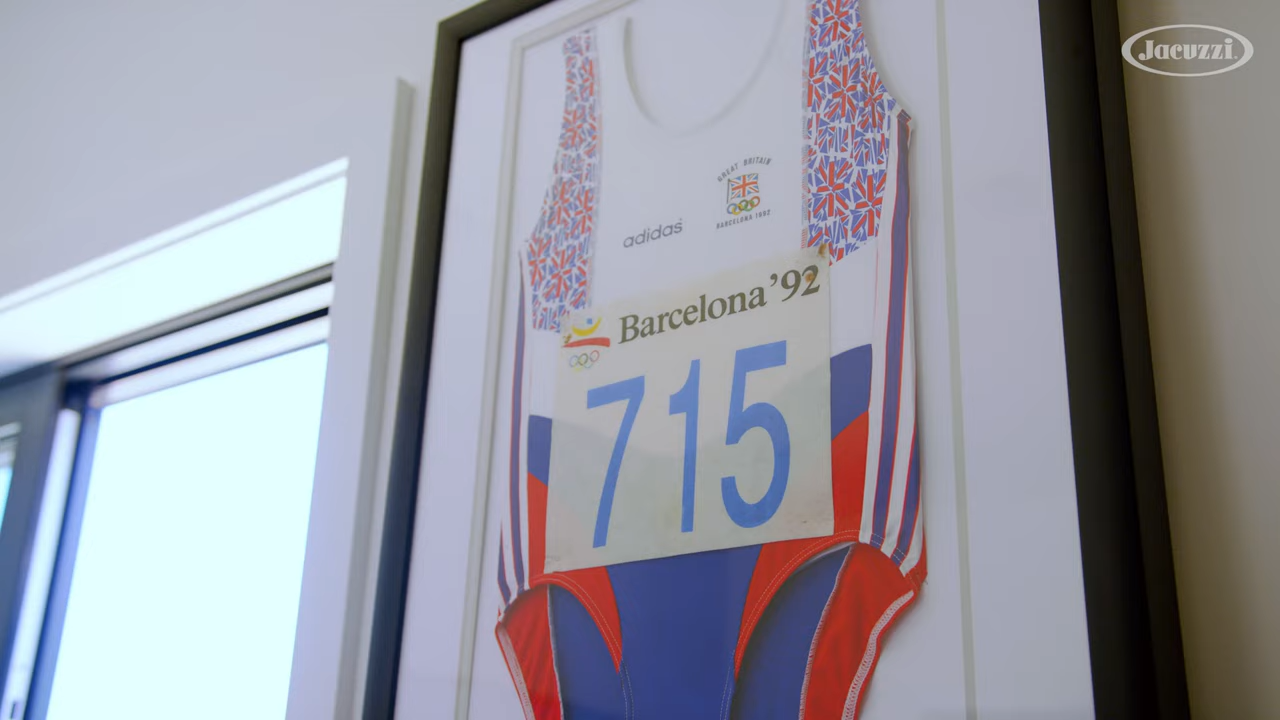 Jacuzzi
GREAT BRITAIN
BARCELONA 1992
adidas
Barcelona '92
715